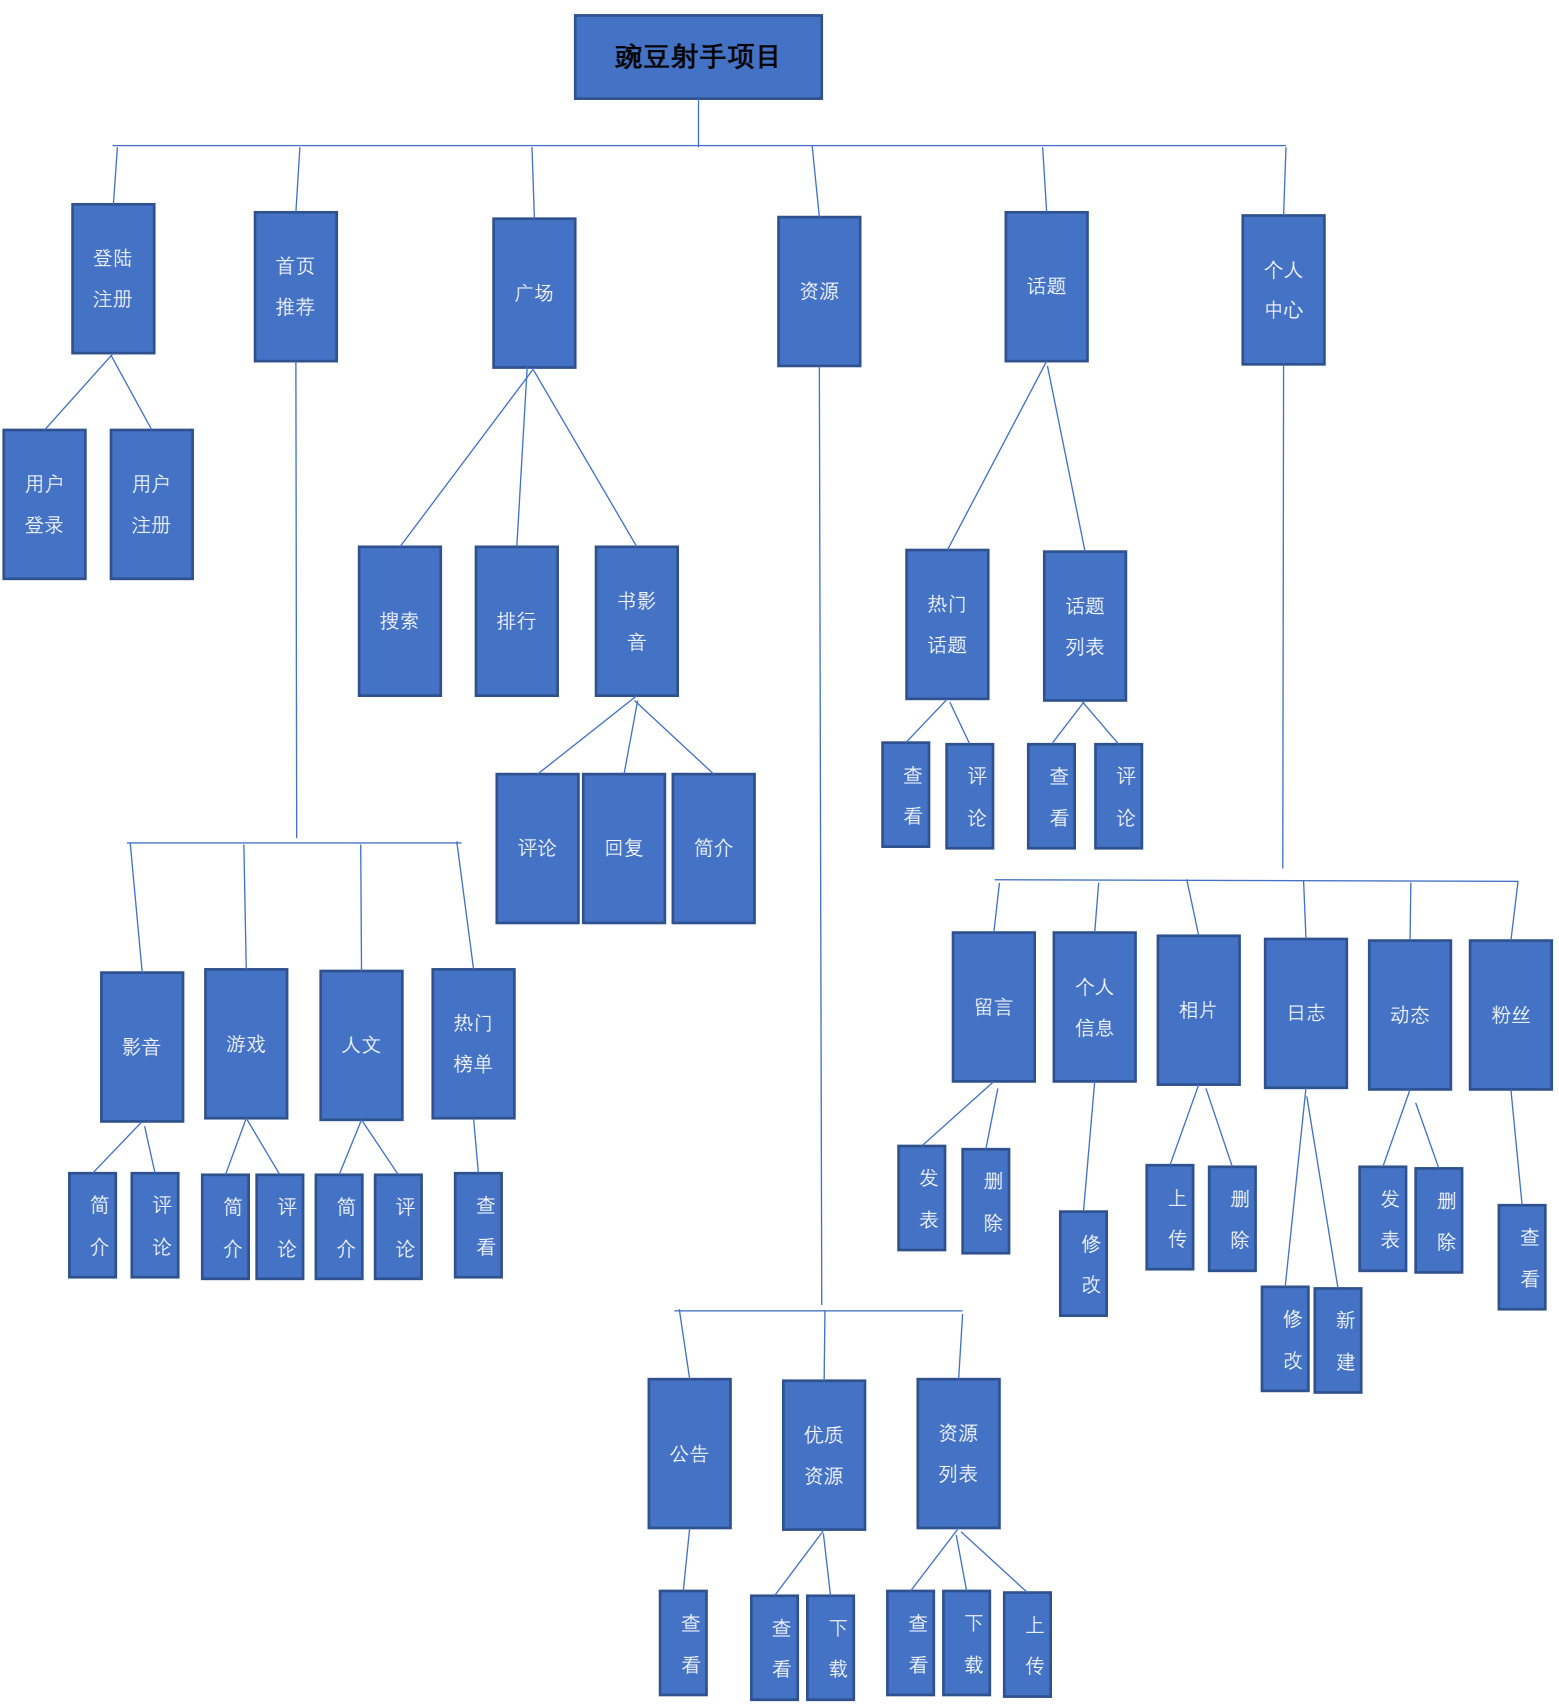 豌豆射手项目
登陆
注册
首页
推荐
广场
资源
话题
个人
中心
用户
登录
用户
注册
搜索
排行
书影
音
热门
话题
话题
列表
查
看
评
论
查
看
评
论
评论
回复
简介
影音
游戏
人文
热门
榜单
留言
个人
信息
相片
日志
动态
粉丝
简
介
评
论
简
介
评
论
简
介
评
论
查
看
发
表
删
除
修
改
上
传
删
除
修
改
新
建
发
表
删
除
查
看
公告
优质
资源
资源
列表
查
看
查
看
下
载
查
看
下
载
上
传